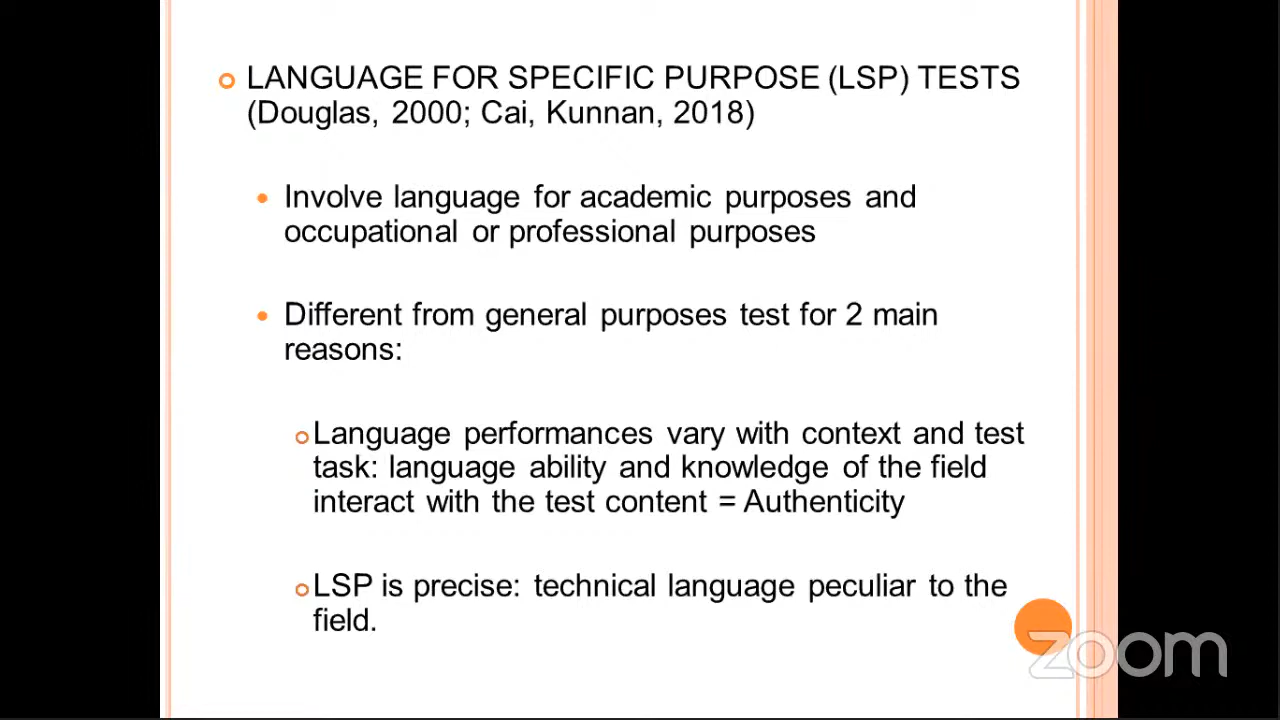 LANGUAGE FOR SPECIFIC PURPOSE (LSP) TESTS
(Douglas, 2000; Cai, Kunnan, 2018)
Involve language for academic purposes and
occupational or professional purposes
Different from general purposes test for 2 main
reasons:
Language performances vary with context and test
task: language ability and knowledge of the field
interact with the test content = Authenticity
LSP is precise: technical language peculiar to the
field.
zoom